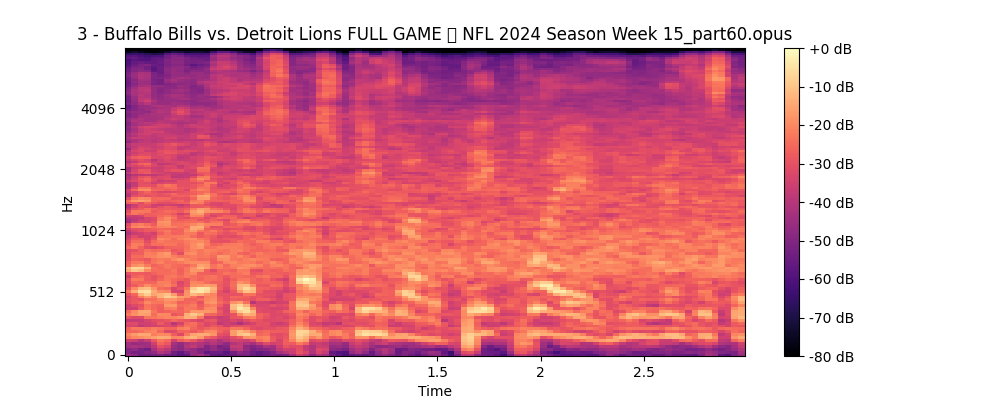 3 - Buffalo Bills vs. Detroit Lions FULL GAME ▯ NFL 2024 Season Week 15_part60.opus
+0 dB
-10 dB
-20 dB
-30 dB
-40 dB
-50 dB
-60 dB
-70 dB
-80 dB
4096
2048
1024
512
0
Hz
0
0.5
1
1.5
2
2.5
Time